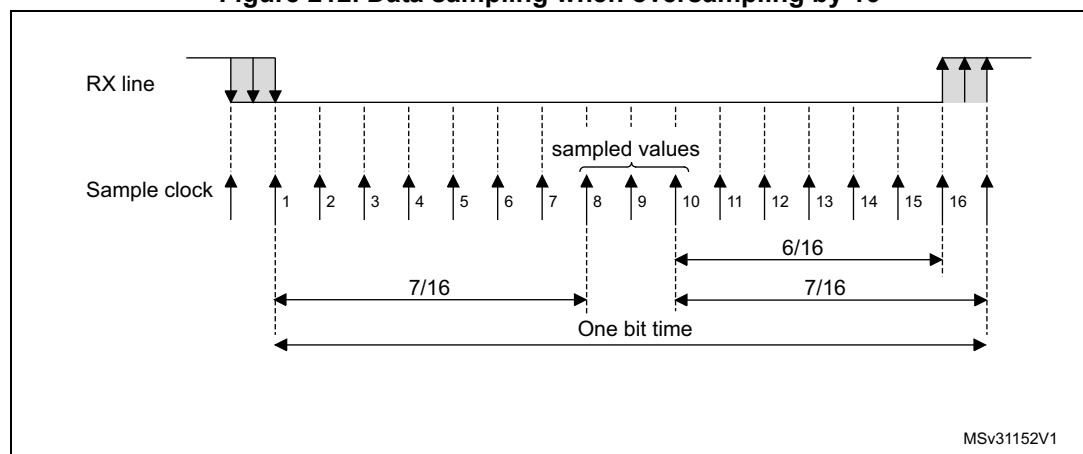 Figure 212. Data sampling when oversampling by 16
RX line
sampled values
Sample clock
1 2 3 4 5 6 7 8 9 10 11 12 13 14 15 16
6/16
7/16 7/16
One bit time
MSv31152V1